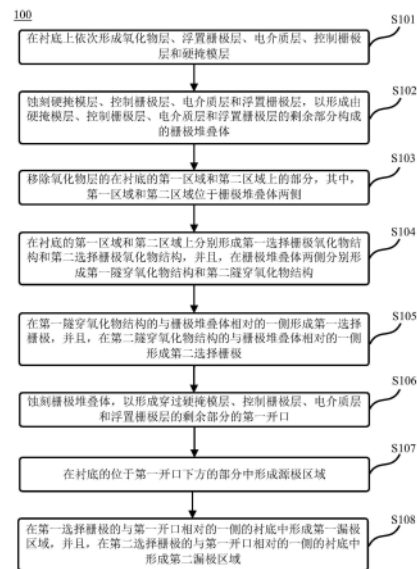 100
S101
在衬底上依次形成氧化物层、浮置栅极层、电介质层、控制栅极
层和硬掩模层
S102
蚀刻硬掩模层、控制栅极层、电介质层和浮置栅极层，以形成由
硬掩模层、控制栅极层、电介质层和浮置栅极层的剩余部分构成
的栅极堆叠体
S103
移除氧化物层的在衬底的第一区域和第二区域上的部分，其中，
第一区域和第二区域位于栅极堆叠体两侧
S104
在衬底的第一区域和第二区域上分别形成第一选择栅极氧化物结
构和第二选择栅极氧化物结构，并且，在栅极堆叠体两侧分别形
成第一隧穿氧化物结构和第二隧穿氧化物结构
S105
在第一隧穿氧化物结构的与栅极堆叠体相对的一侧形成第一选择
栅极，并且，在第二隧穿氧化物结构的与栅极堆叠体相对的一侧
形成第二选择栅极
S106
蚀刻栅极堆叠体，以形成穿过硬掩模层、控制栅极层、电介质层
和浮置栅极层的剩余部分的第一开口
S107
在衬底的位于第一开口下方的部分中形成源极区域
S108
在第一选择栅极的与第一开口相对的一侧的衬底中形成第一漏极
区域，并且，在第二选择栅极的与第一开口相对的一侧的衬底中
形成第二漏极区域